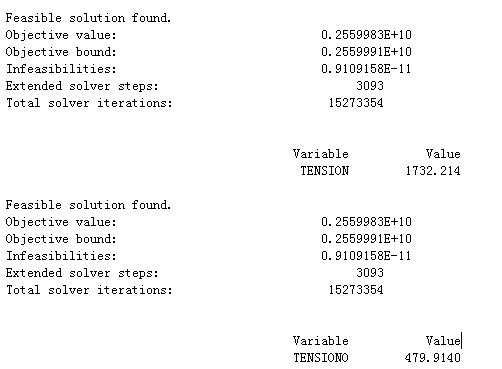 Feasible solution found.
Objective value: 0.2559983E+10
Objective bound: 0.2559991E+10
Infeasibilities: 0.9109158E-11
Extended solver steps: 3093
Total solver iterations: 15273354
Variable Value
TENSION 1732.214
Feasible solution found.
Objective value: 0.2559983E+10
Objective bound: 0.2559991E+10
Infeasibilities: 0.9109158E-11
Extended solver steps: 3093
Total solver iterations: 15273354
Variable Value
TENSIONO 479.9140